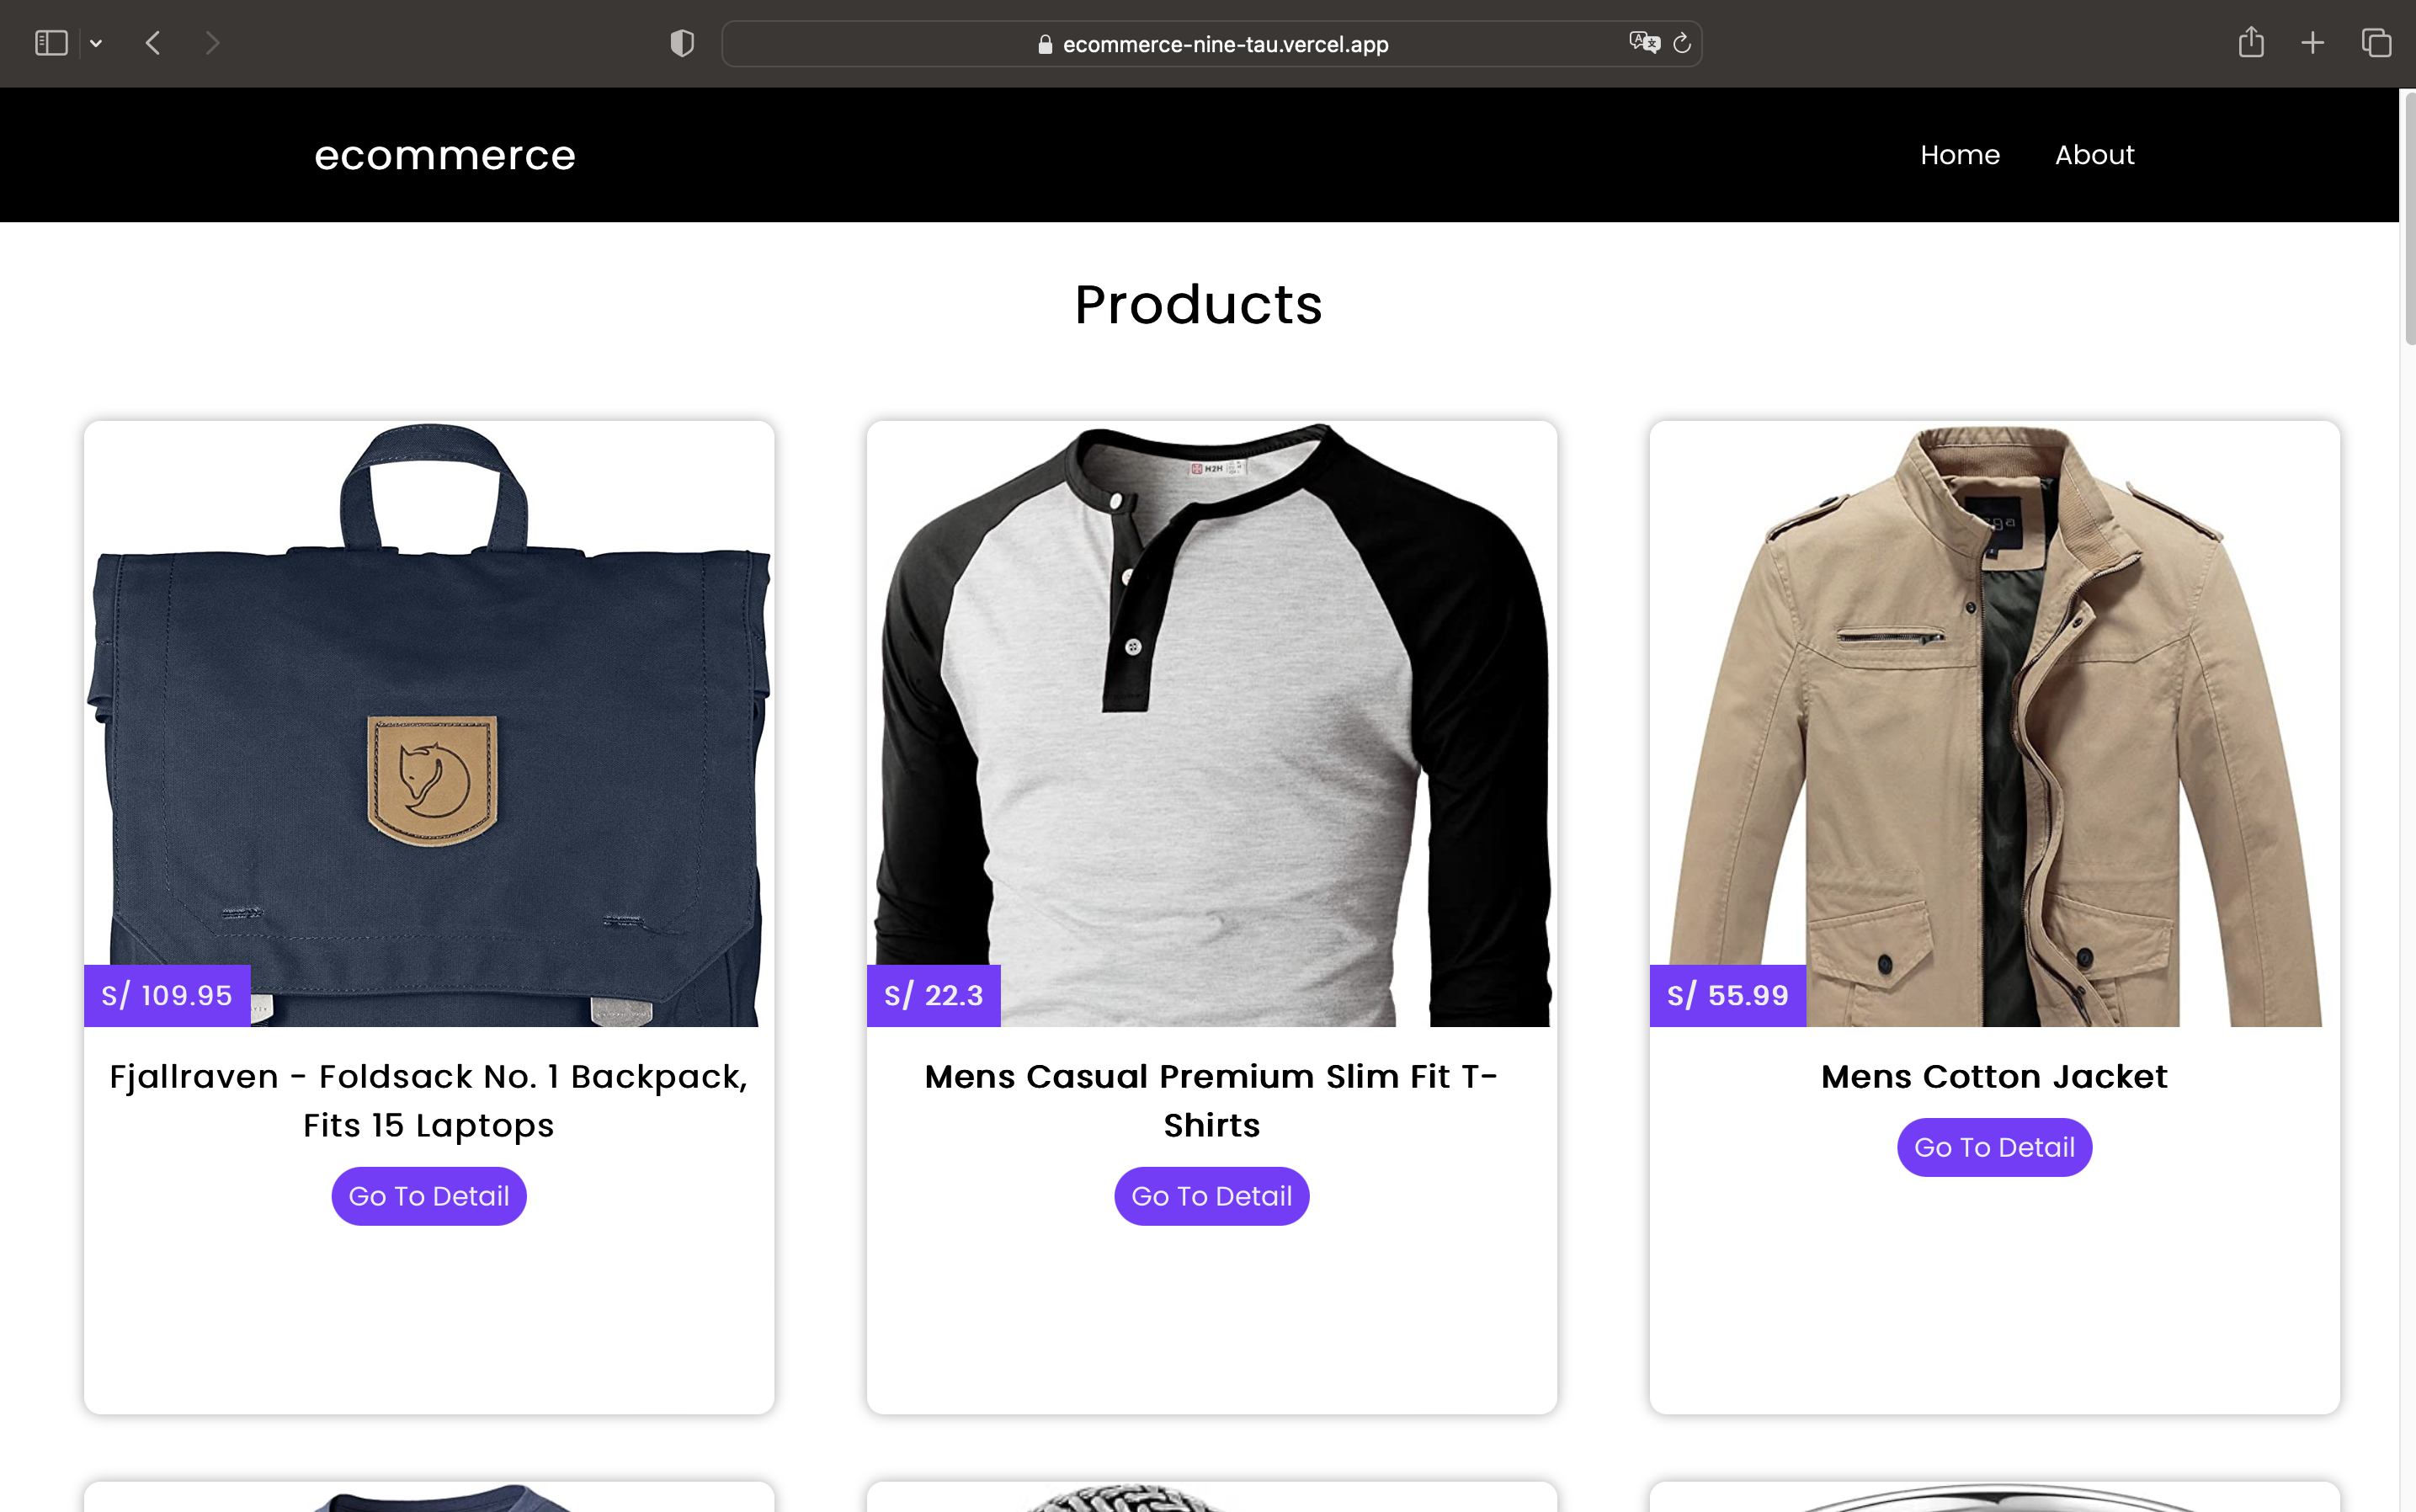 ecommerce-nine-tau.vercel.app
ecommerce
Home About
Products
H2H
S/ 109.95
S/ 22.3
S/ 55.99
Fjallraven - Foldsack No. 1 Backpack,
Fits 15 Laptops
Go To Detail
Mens Casual Premium Slim Fit T-
Shirts
Go To Detail
Mens Cotton Jacket
Go To Detail